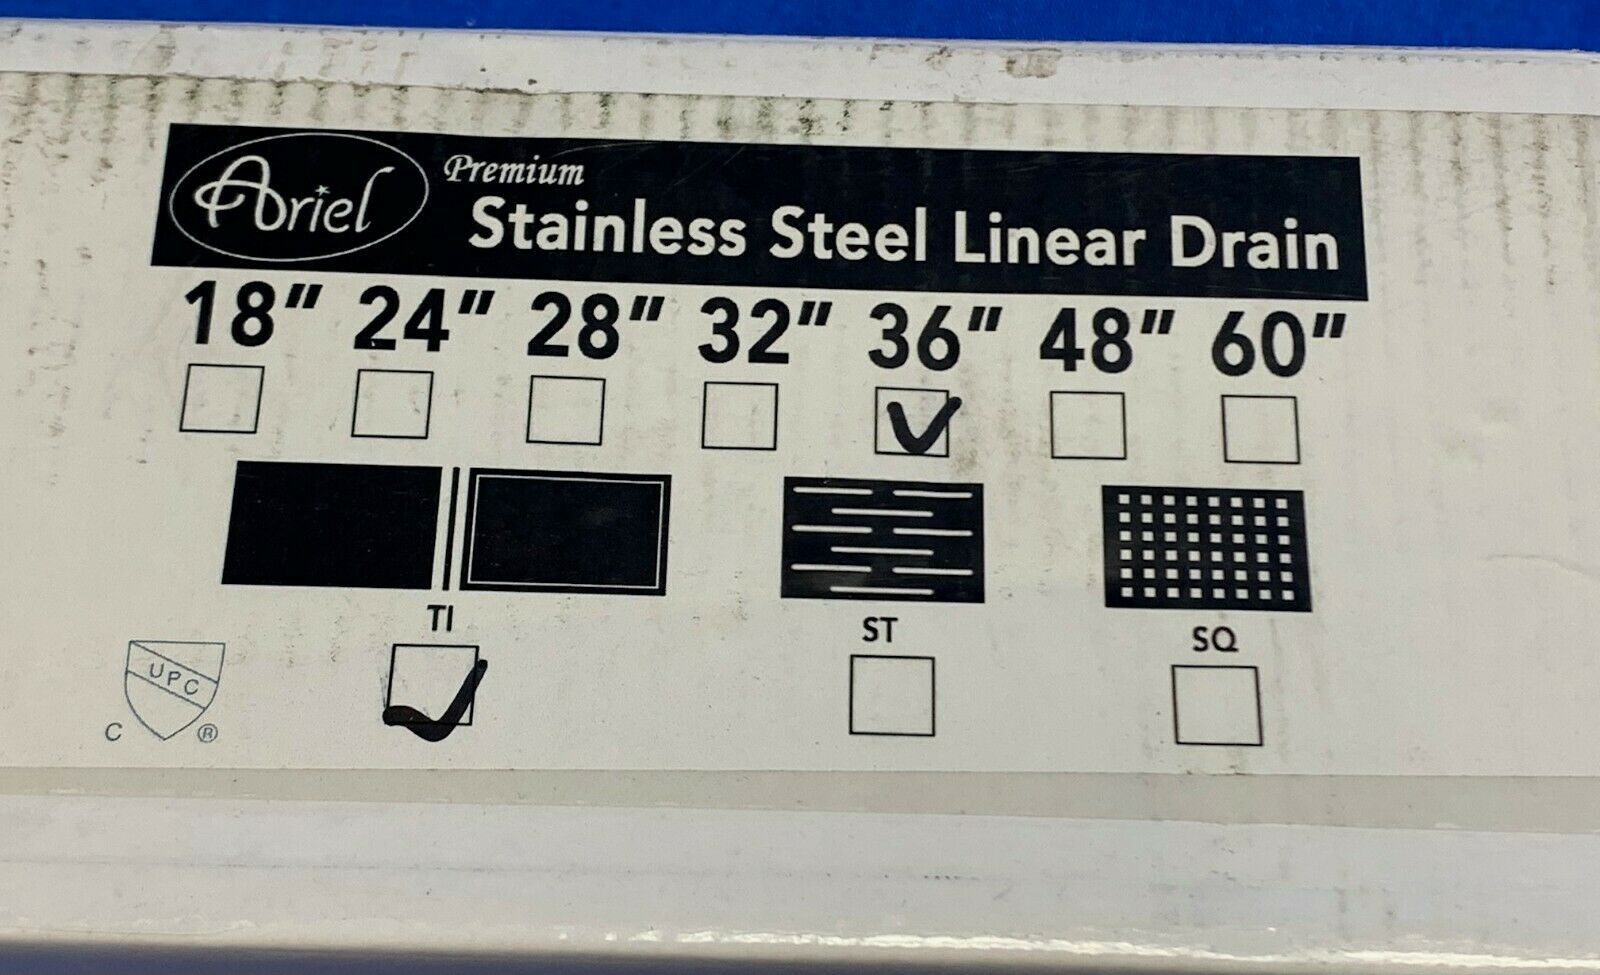 Ariel
Premium
Stainless Steel Linear Drain
18" 24" 28" 32" 36" 48" 60"
TI ST SQ
UPC
C ®